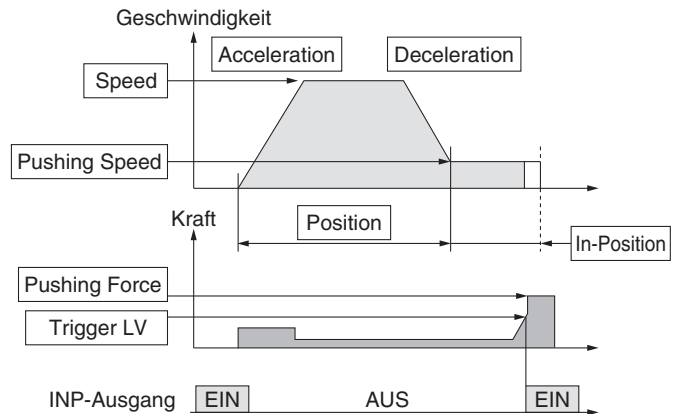 Geschwindigkeit
Acceleration
Deceleration
Speed
Pushing Speed
Kraft
Position
In-Position
Pushing Force
Trigger LV
INP-Ausgang
EIN
AUS
EIN